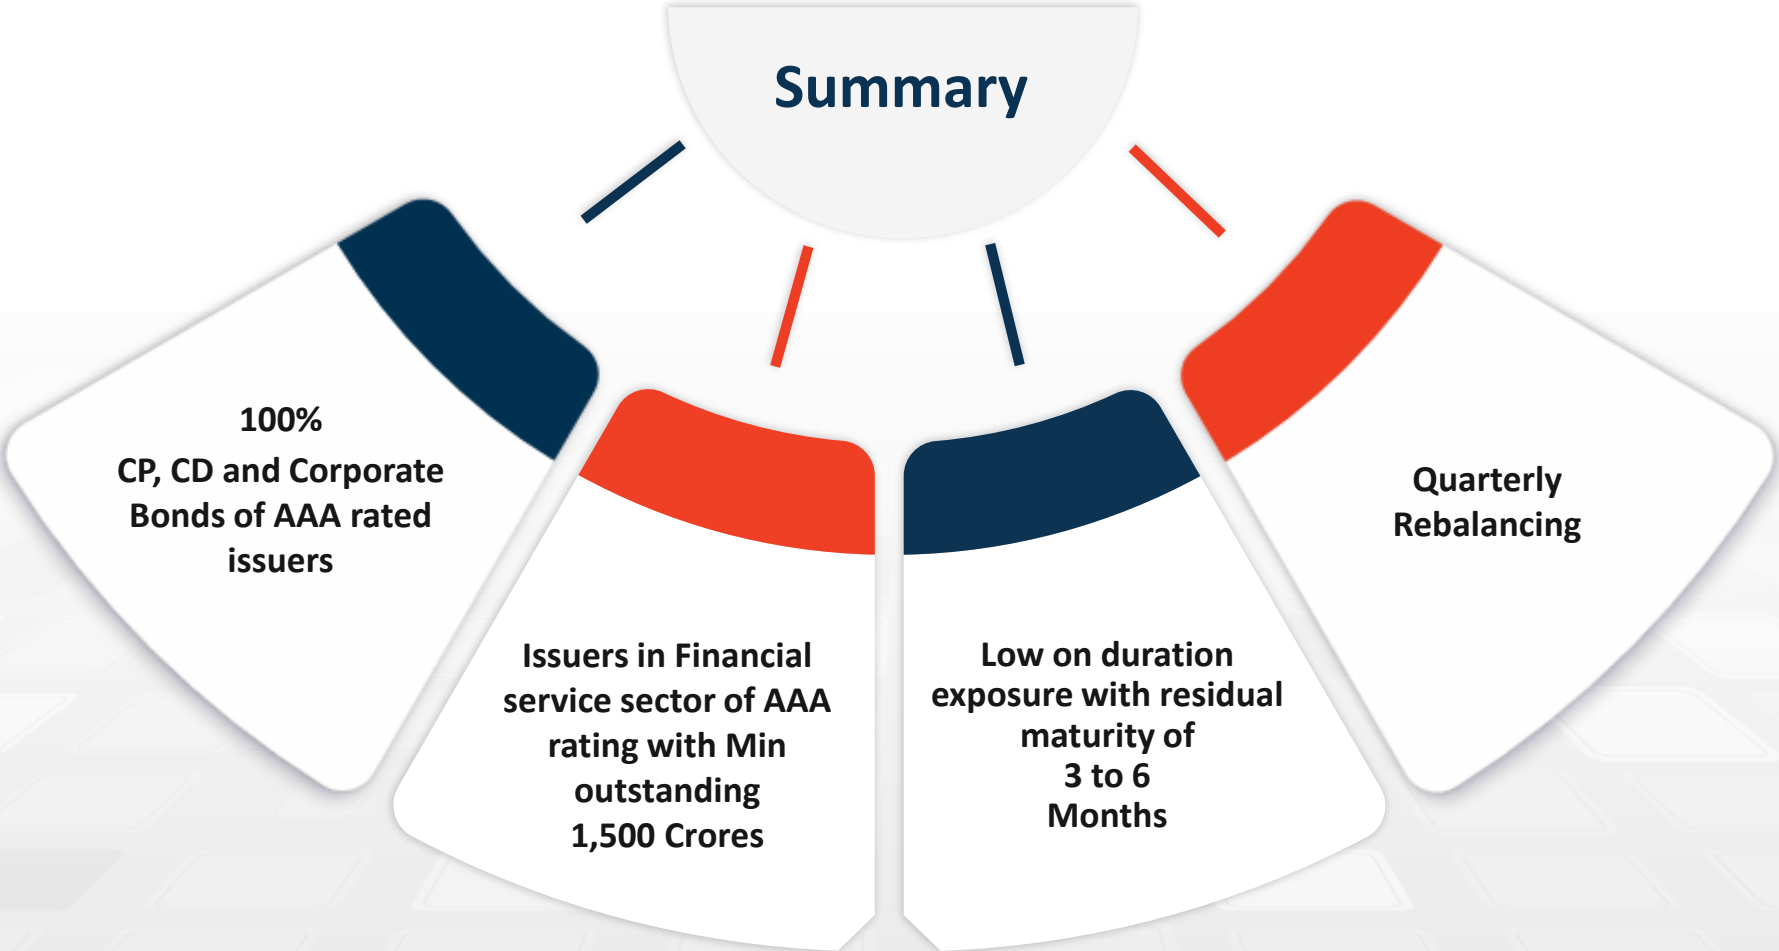 Summary
100%
CP, CD and Corporate
Bonds of AAA rated
issuers
Issuers in Financial
service sector of AAA
rating with Min
outstanding
1,500 Crores
Low on duration
exposure with residual
maturity of
3 to 6
Months
Quarterly
Rebalancing